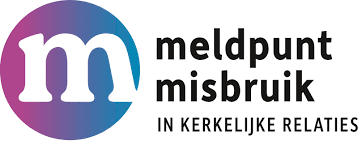 m
meldpunt
misbruik
IN KERKELIJKE RELATIES